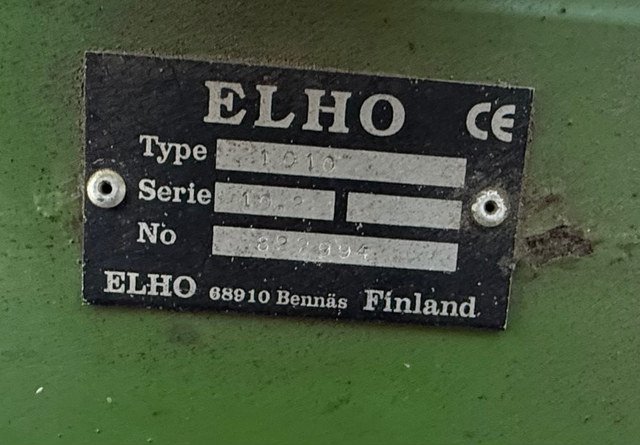 ELHO CE
Type 1010
Serie
No
ELHO 68910 Bennäs Finland